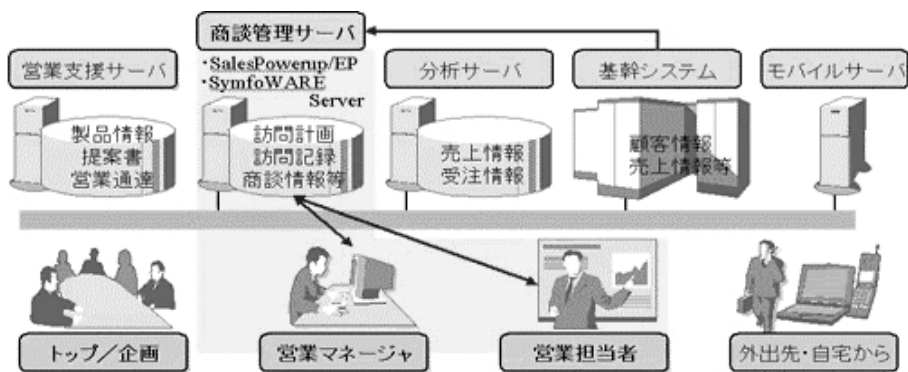 商談管理サーバ
営業支援サーバ
・SalesPowerup/EP
・SymfoWARE
Server
分析サーバ
基幹システム
モバイルサーバ
製品情報
提案書
営業通達
訪問計画
訪問記録
商談情報等
売上情報
受注情報
顧客情報
売上情報等
トップ／企画
営業マネージャ
営業担当者
外出先・自宅から